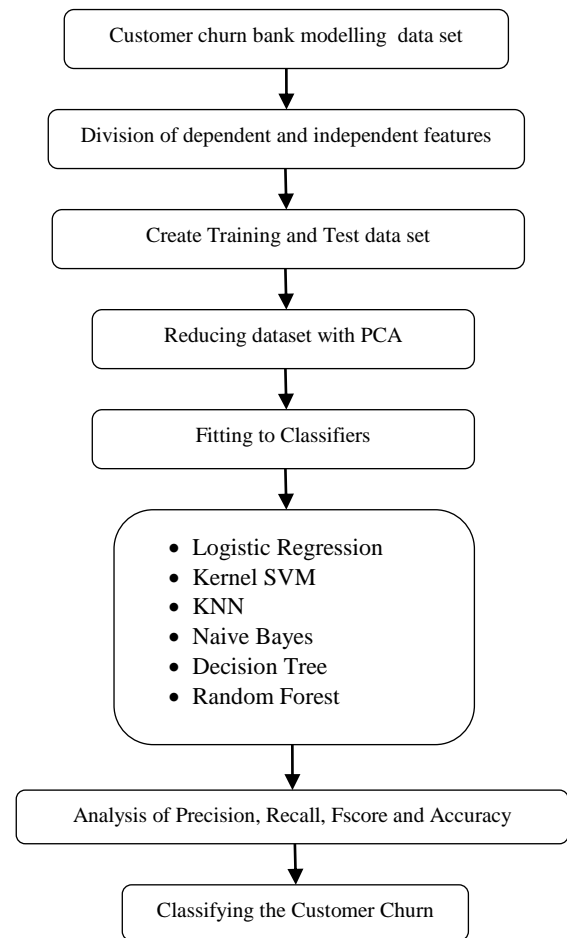 Customer churn bank modelling data set
Division of dependent and independent features
Create Training and Test data set
Reducing dataset with PCA
Fitting to Classifiers
• Logistic Regression
• Kernel SVM
• KNN
• Naive Bayes
• Decision Tree
• Random Forest
Analysis of Precision, Recall, Fscore and Accuracy
Classifying the Customer Churn